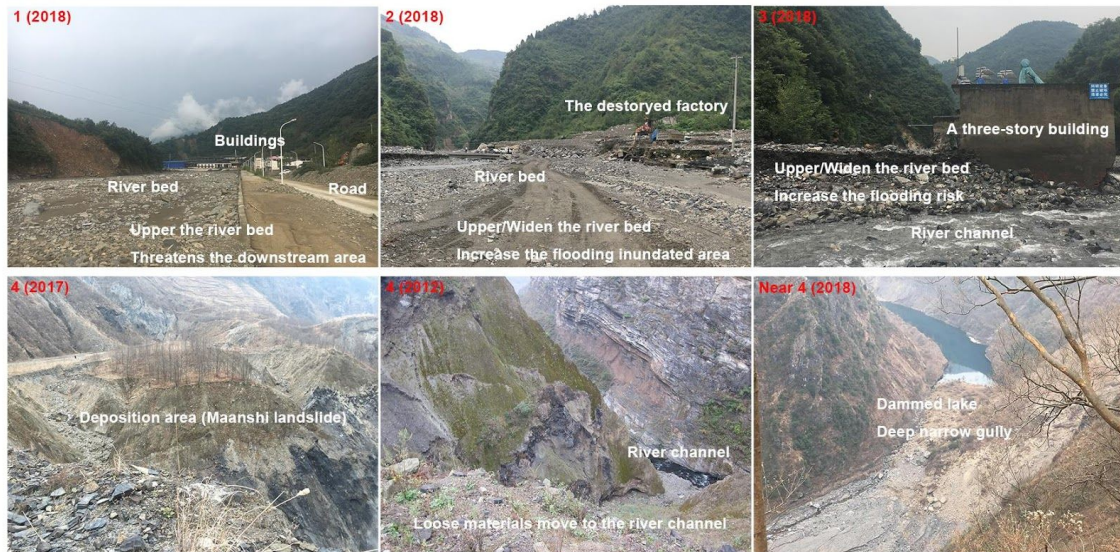 1 (2018)
Buildings
River bed
Road
Upper the river bed
Threatens the downstream area
2 (2018)
The destoryed factory
River bed
Upper/Widen the river bed
Increase the flooding inundated area
3 (2018)
A three-story building
Upper/Widen the river bed
Increase the flooding risk
River channel
4 (2017)
Deposition area (Maanshi landslide)
4 (2012)
River channel
Loose materials move to the river channel
Near 4 (2018)
Dammed lake
Deep narrow gully